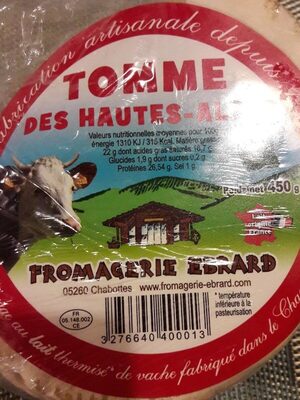 Fabrication artisanale depuis
TOMME
DES HAUTES-AL
Valeurs nutritionnelles moyennes pour 100g
énergie 1310 KJ / 315 Kcal, Matière grasse
22 g dont acides gras saturés 16,7
Glucides 1,9 g dont sucres 0,2 g
Protéines 26,54 g, Sel 1 g
Poids net 450 g
FROMAGERIE EBRARD
05260 Chabottes www.fromagerie-ebrard.com
* température
inférieure à la
pasteurisation
FR
05.148.002
CE
3 276640 400013
au lait thermisé* de vache fabriqué dans le Ch